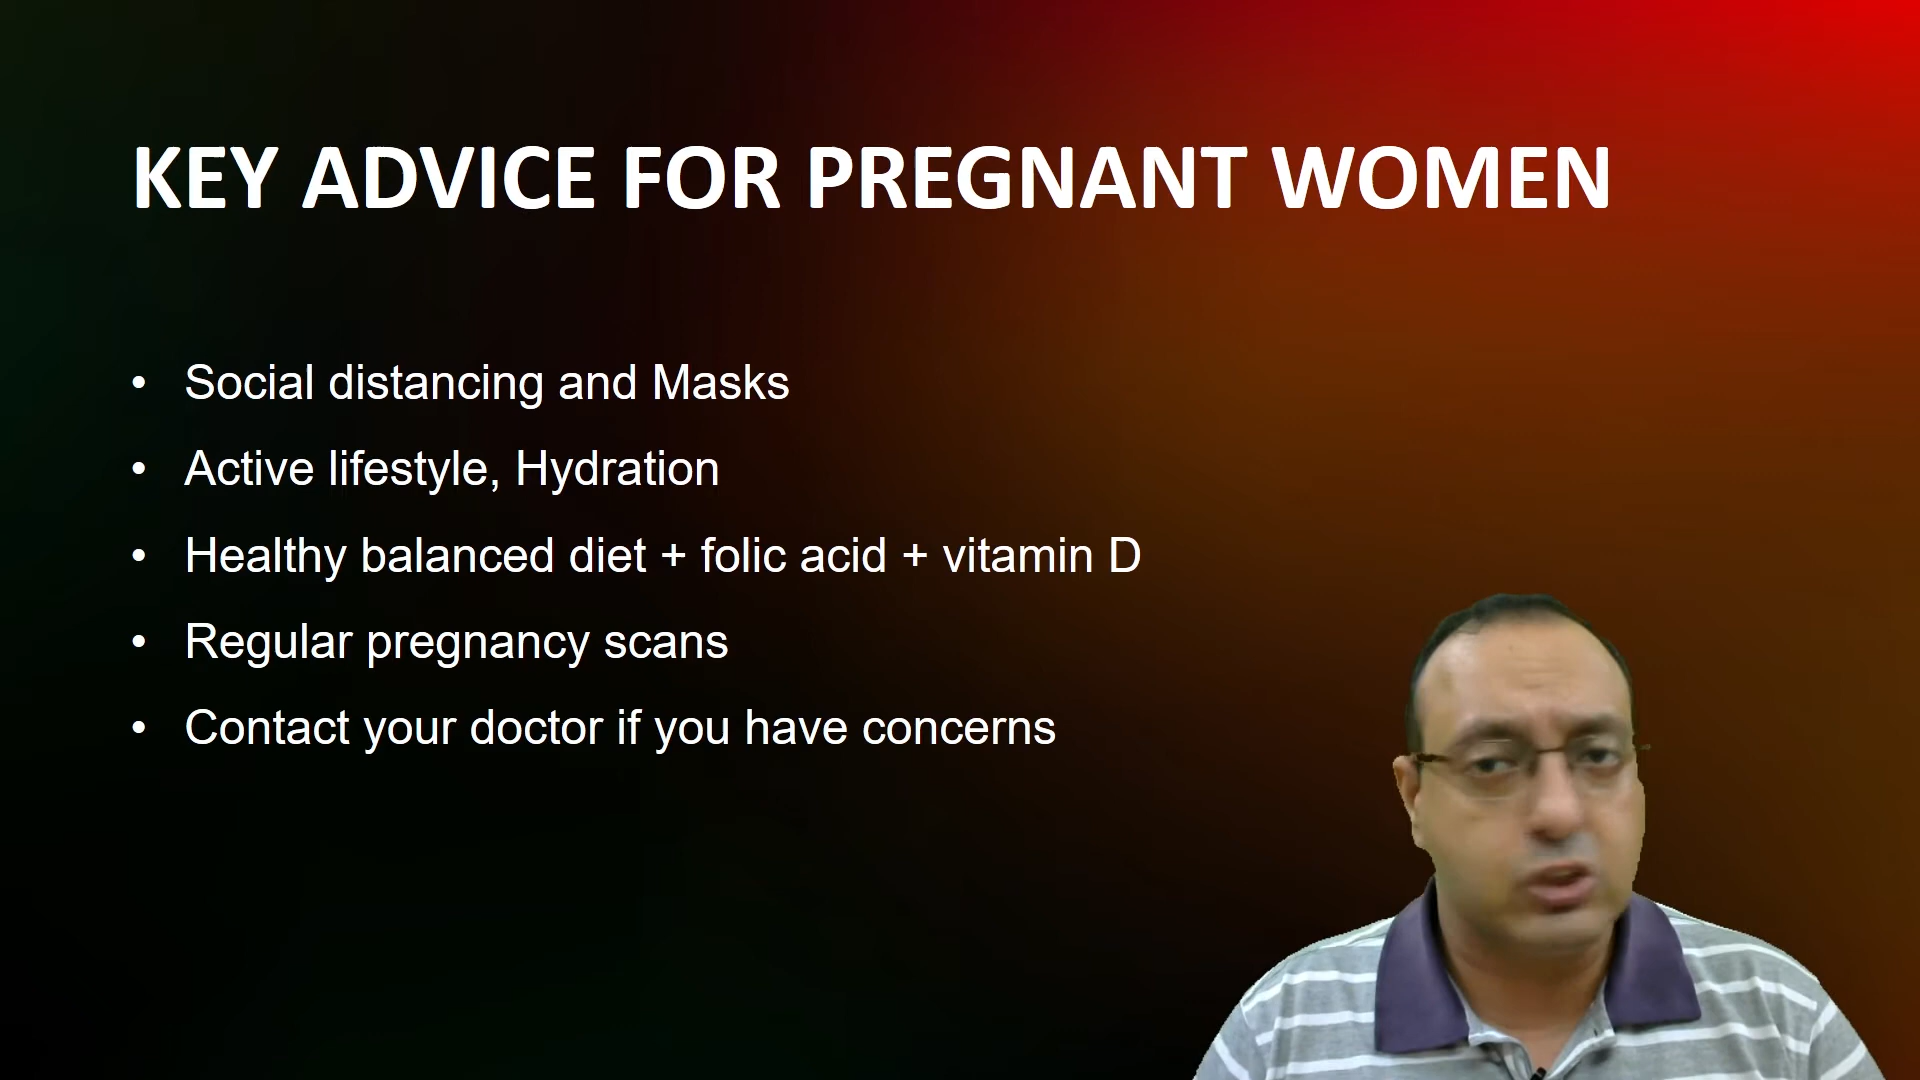 KEY ADVICE FOR PREGNANT WOMEN
• Social distancing and Masks
• Active lifestyle, Hydration
• Healthy balanced diet + folic acid + vitamin D
• Regular pregnancy scans
• Contact your doctor if you have concerns